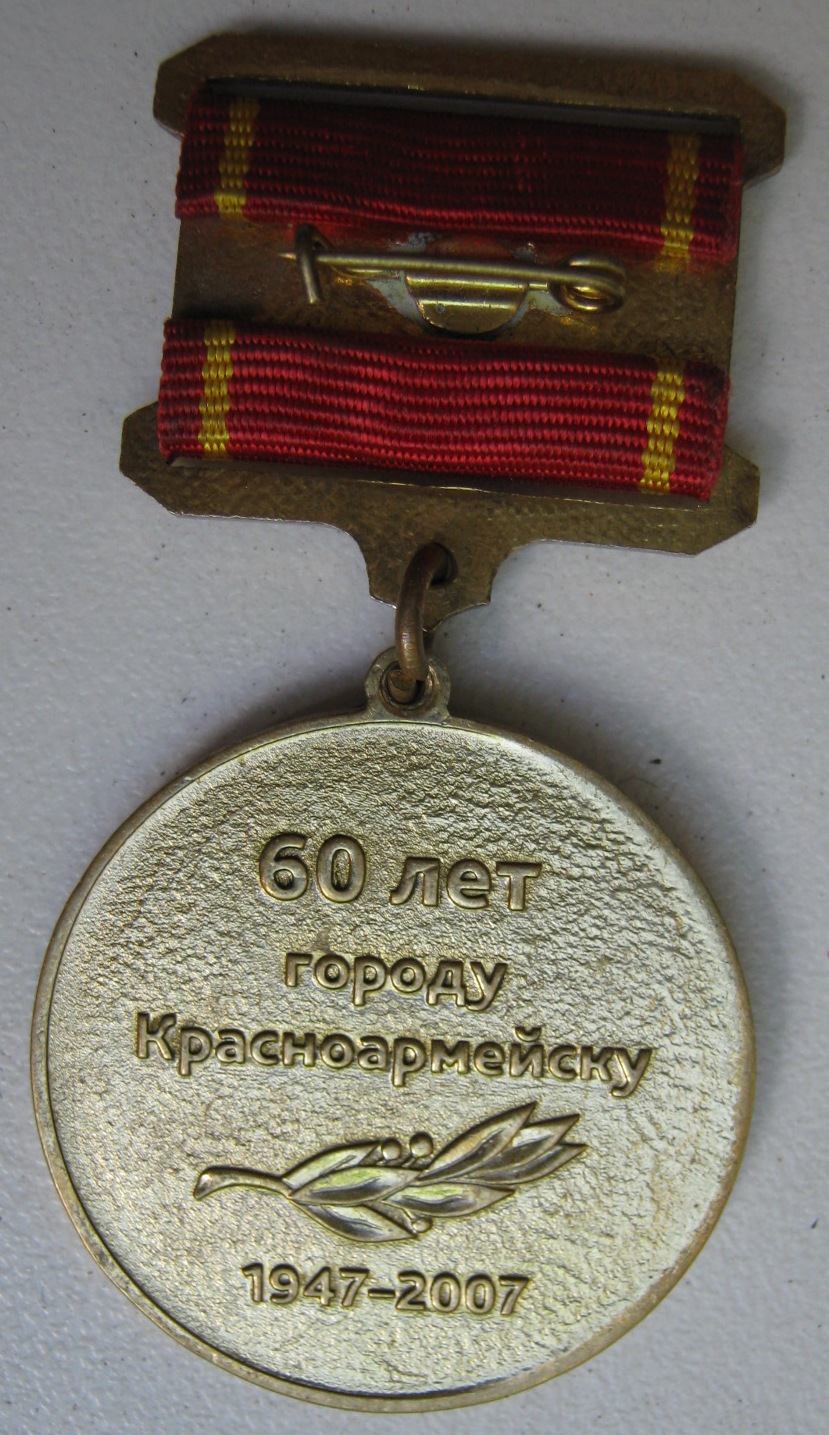 60 лет
городу
Красноармейску
1947–2007